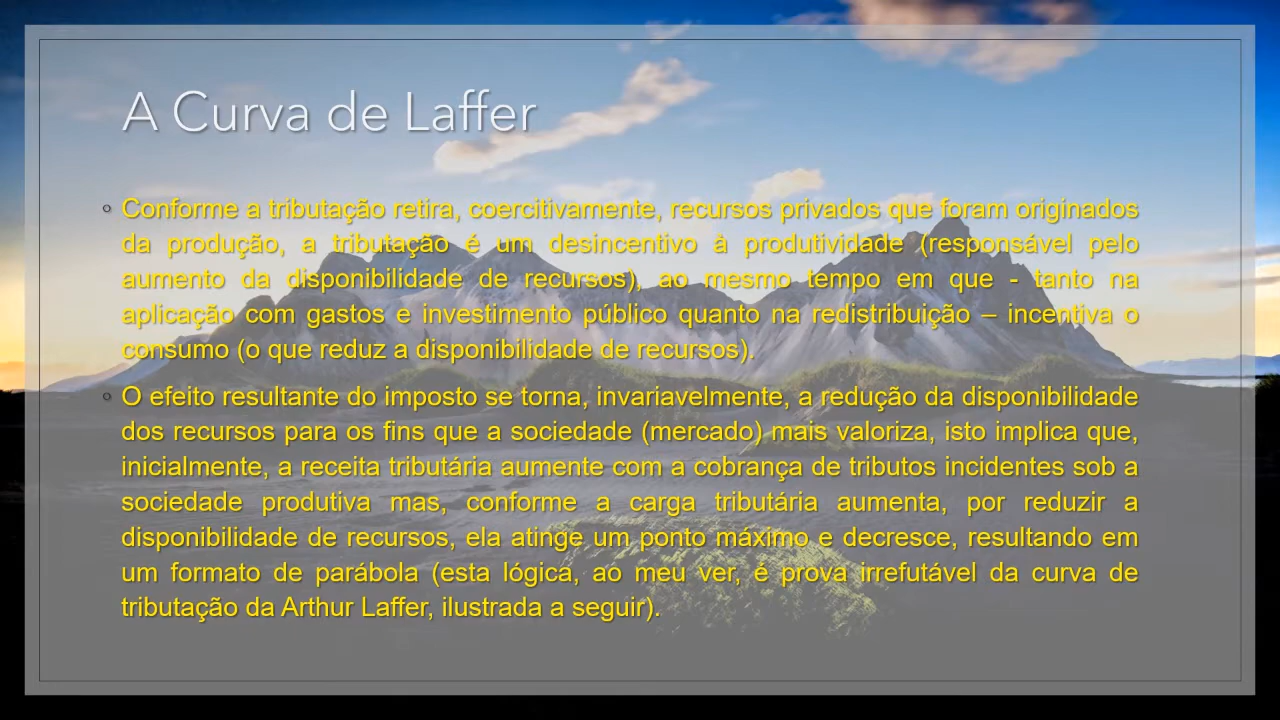 A Curva de Laffer
◦ Conforme a tributação retira, coercitivamente, recursos privados que foram originados
da produção, a tributação é um desincentivo à produtividade (responsável pelo
aumento da disponibilidade de recursos), ao mesmo tempo em que - tanto na
aplicação com gastos e investimento público quanto na redistribuição – incentiva o
consumo (o que reduz a disponibilidade de recursos).
◦ O efeito resultante do imposto se torna, invariavelmente, a redução da disponibilidade
dos recursos para os fins que a sociedade (mercado) mais valoriza, isto implica que,
inicialmente, a receita tributária aumente com a cobrança de tributos incidentes sob a
sociedade produtiva mas, conforme a carga tributária aumenta, por reduzir a
disponibilidade de recursos, ela atinge um ponto máximo e decresce, resultando em
um formato de parábola (esta lógica, ao meu ver, é prova irrefutável da curva de
tributação da Arthur Laffer, ilustrada a seguir).